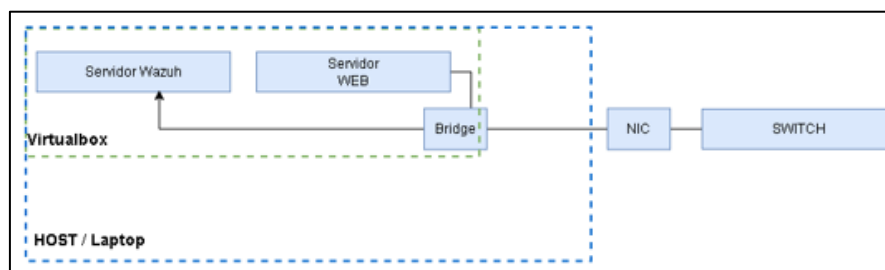 Servidor Wazuh
Servidor
WEB
Bridge
NIC
SWITCH
Virtualbox
HOST / Laptop